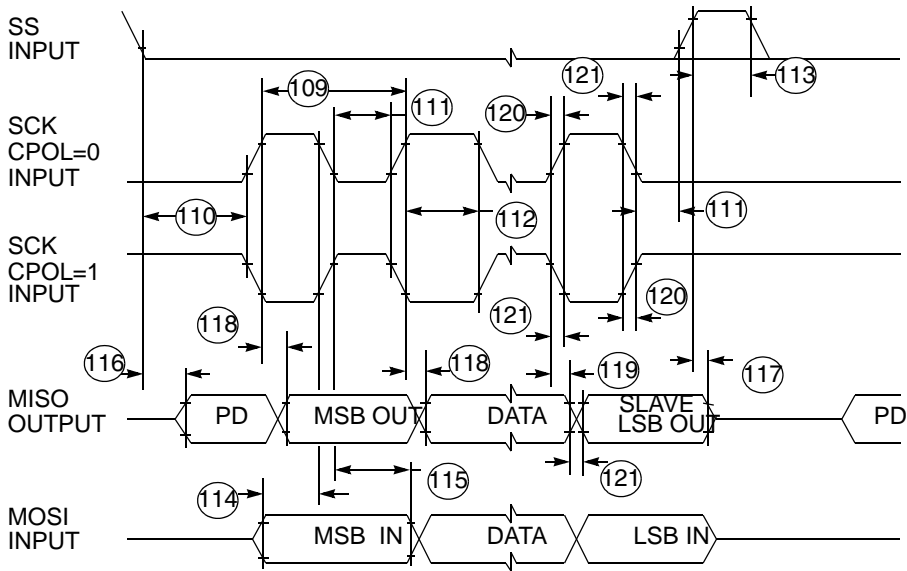 SS
INPUT
121
113
109
111
120
SCK
CPOL=0
INPUT
110
112
111
SCK
CPOL=1
INPUT
118
121
120
116
118
119
117
MISO
OUTPUT
PD
MSB OUT
DATA
SLAVE
LSB OUT
PD
114
115
121
MOSI
INPUT
MSB IN
DATA
LSB IN